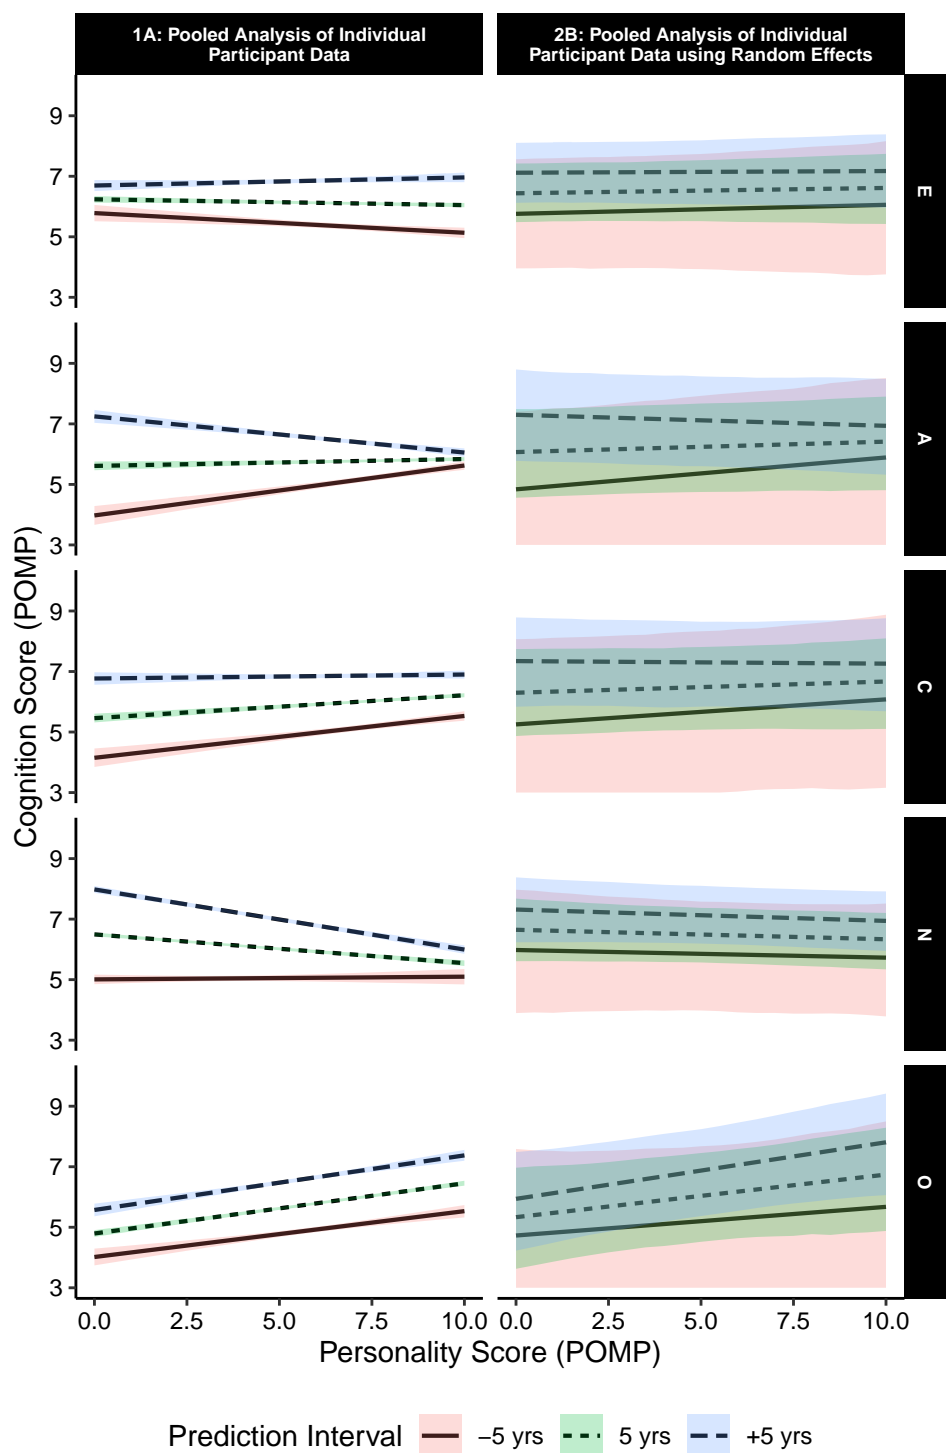 1A: Pooled Analysis of Individual
Participant Data
2B: Pooled Analysis of Individual
Participant Data using Random Effects
Cognition Score (POMP)
9
7
5
3
E
9
7
5
3
A
9
7
5
3
C
9
7
5
3
N
9
7
5
3
O
0.0 2.5 5.0 7.5 10.0 0.0 2.5 5.0 7.5 10.0
Personality Score (POMP)
Prediction Interval −5 yrs 5 yrs +5 yrs